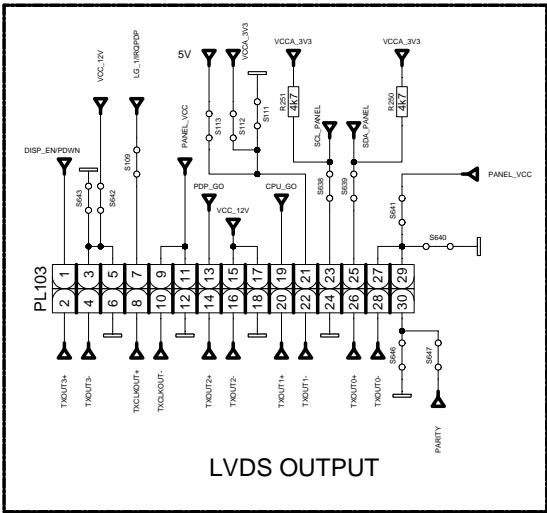 5V
VCCA_3V3
VCCA_3V3
VCCA_3V3
VCC_12V
LG_1/IRQPDP
R251
4k7
R250
4k7
PANEL_VCC
S113
S112
S111
SCL_PANEL
SDA_PANEL
DISP_EN/PDWN
S109
S643
S642
PDP_GO
CPU_GO
S638
S639
S641
PANEL_VCC
VCC_12V
S640
PL103
1 3 5 7 9 11 13 15 17 19 21 23 25 27 29
2 4 6 8 10 12 14 16 18 20 22 24 26 28 30
S646
S647
TXOUT3+
TXOUT3-
TXCLKOUT+
TXCLKOUT-
TXOUT2+
TXOUT2-
TXOUT1+
TXOUT1-
TXOUT0+
TXOUT0-
PARITY
LVDS OUTPUT